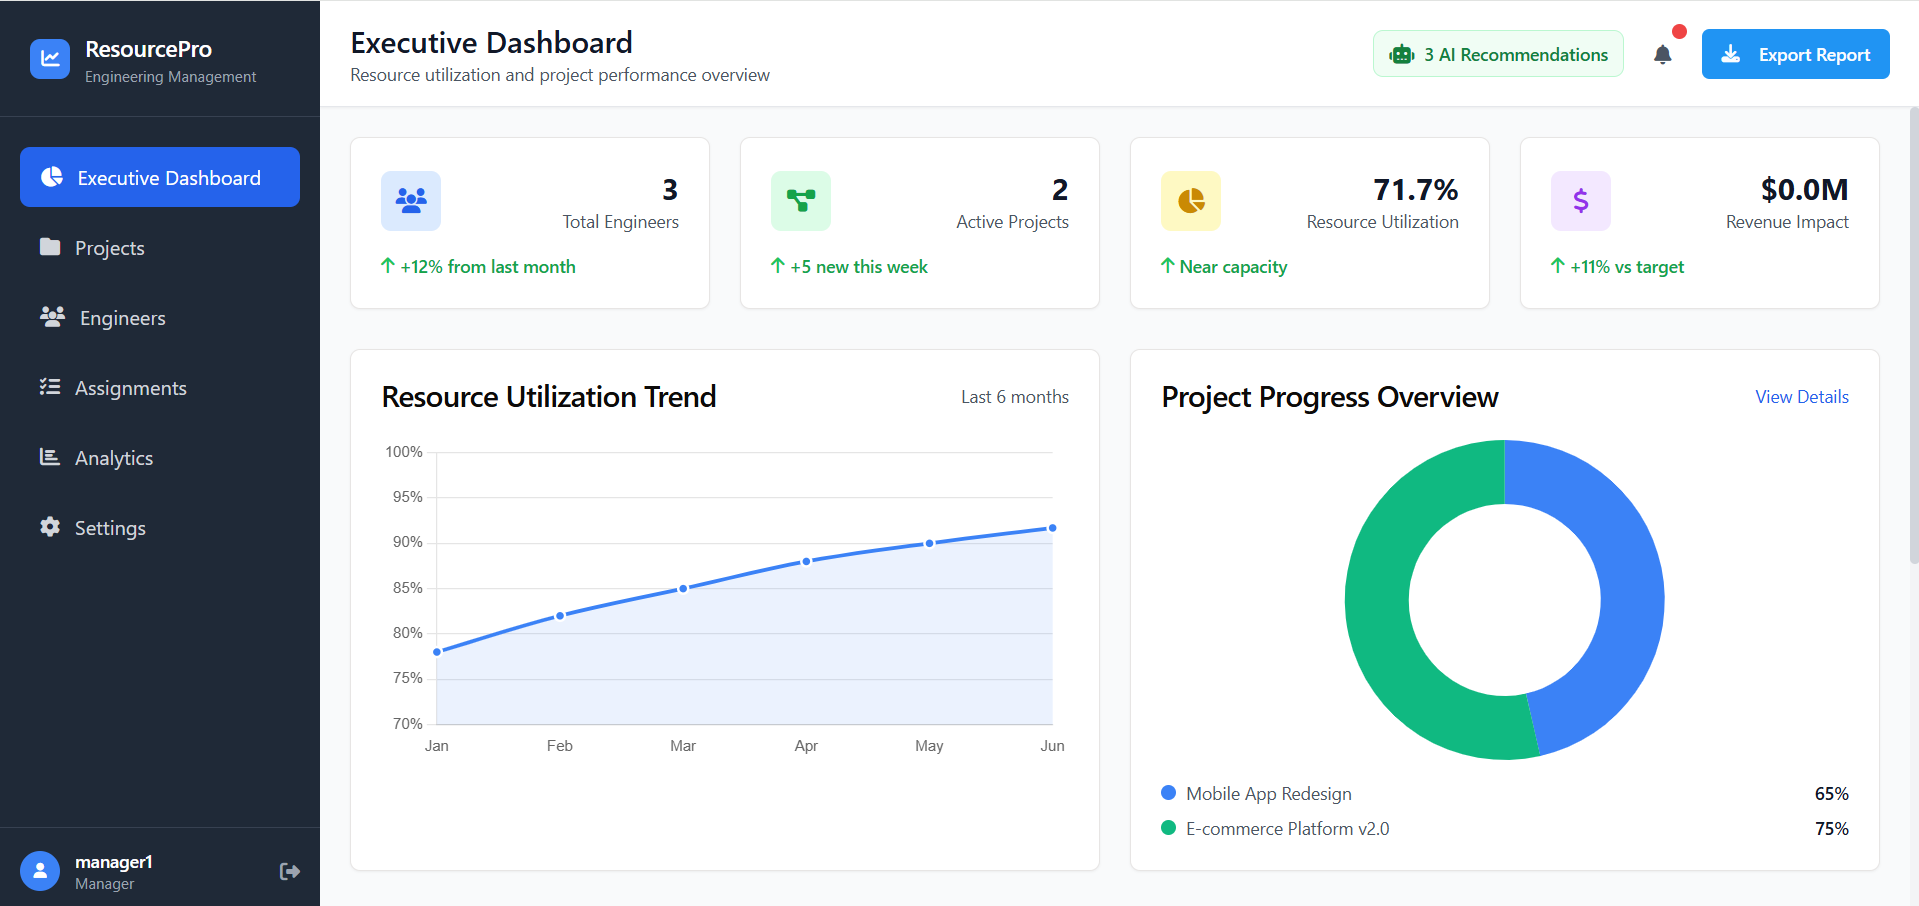 ResourcePro
Engineering Management
Executive Dashboard
Projects
Engineers
Assignments
Analytics
Settings
manager1
Manager
Executive Dashboard
Resource utilization and project performance overview
3 AI Recommendations
Export Report
3
Total Engineers
+12% from last month
2
Active Projects
+5 new this week
71.7%
Resource Utilization
Near capacity
$0.0M
Revenue Impact
+11% vs target
Resource Utilization Trend
Last 6 months
100%
95%
90%
85%
80%
75%
70%
Jan Feb Mar Apr May Jun
Project Progress Overview
View Details
Mobile App Redesign 65%
E-commerce Platform v2.0 75%